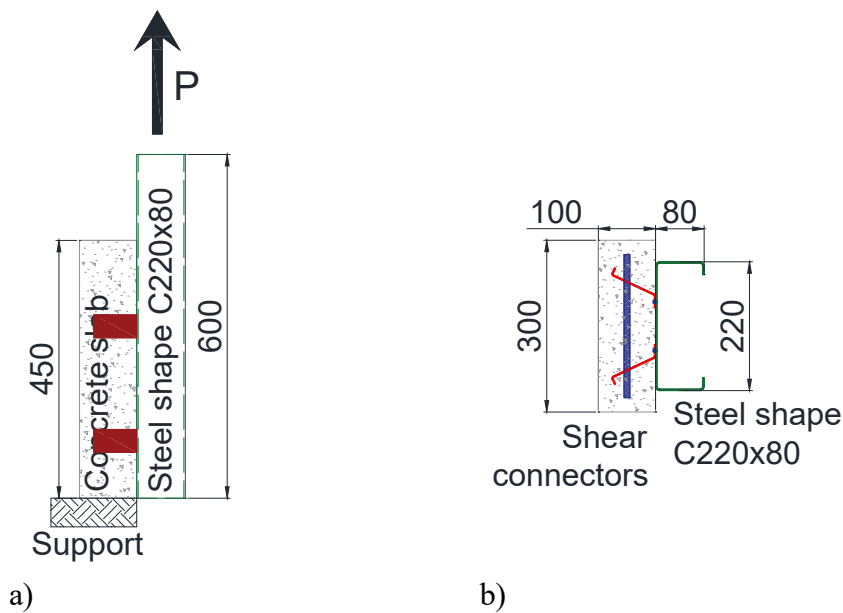 P
450
Concrete slab
Steel shape C220x80
600
Support
a)
100
80
300
220
Shear
connectors
Steel shape
C220x80
b)